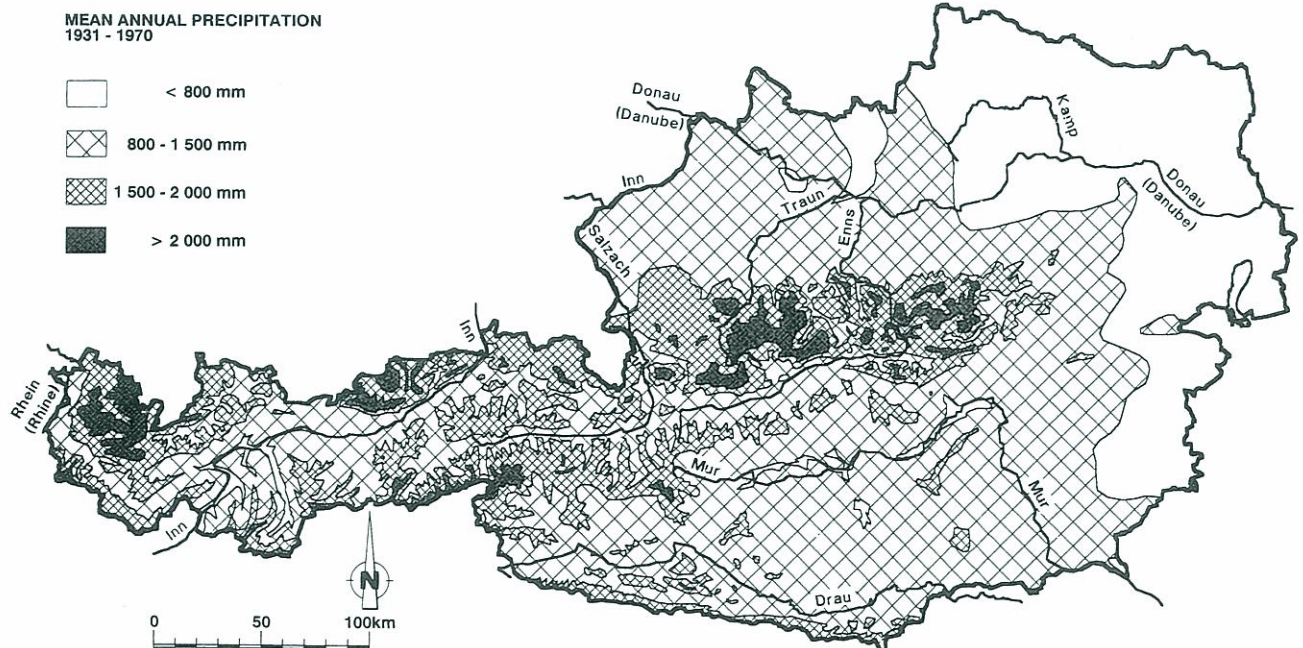 MEAN ANNUAL PRECIPITATION
1931 - 1970
< 800 mm
800 - 1 500 mm
1 500 - 2 000 mm
> 2 000 mm
Donau
(Danube)
Kamp
Inn
Traun
Enns
Donau
(Danube)
Salzach
Inn
Rhein
(Rhine)
Mur
Inn
Mur
N
Drau
0 50 100km